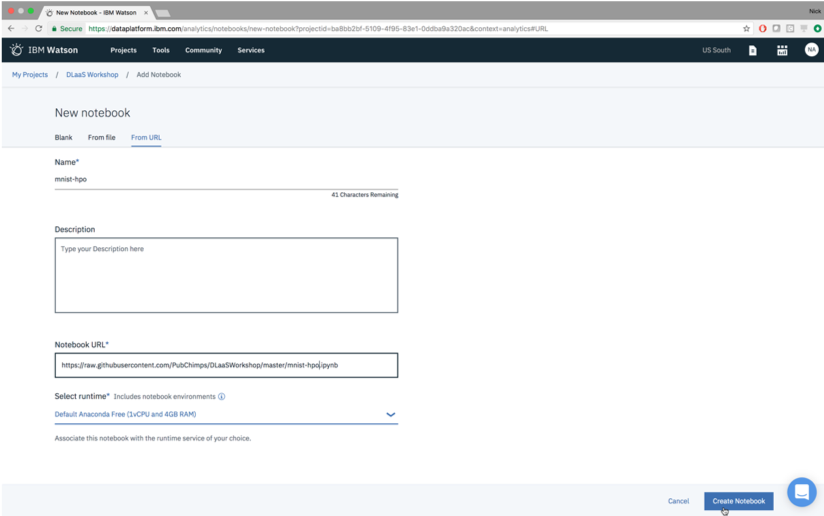 New Notebook - IBM Watson
Nick
Secure https://dataplatform.ibm.com/analytics/notebooks/new-notebook?projectid=ba8bb2bf-5109-4f95-83e1-0ddba9a320ac&context=analytics#URL
IBM Watson Projects Tools Community Services US South NA
My Projects / DLaaS Workshop / Add Notebook
New notebook
Blank From file From URL
Name*
mnist-hpo
41 Characters Remaining
Description
Type your Description here
Notebook URL*
https://raw.githubusercontent.com/PubChimps/DLaaSWorkshop/master/mnist-hpo.ipynb
Select runtime* Includes notebook environments
Default Anaconda Free (1vCPU and 4GB RAM)
Associate this notebook with the runtime service of your choice.
Cancel Create Notebook